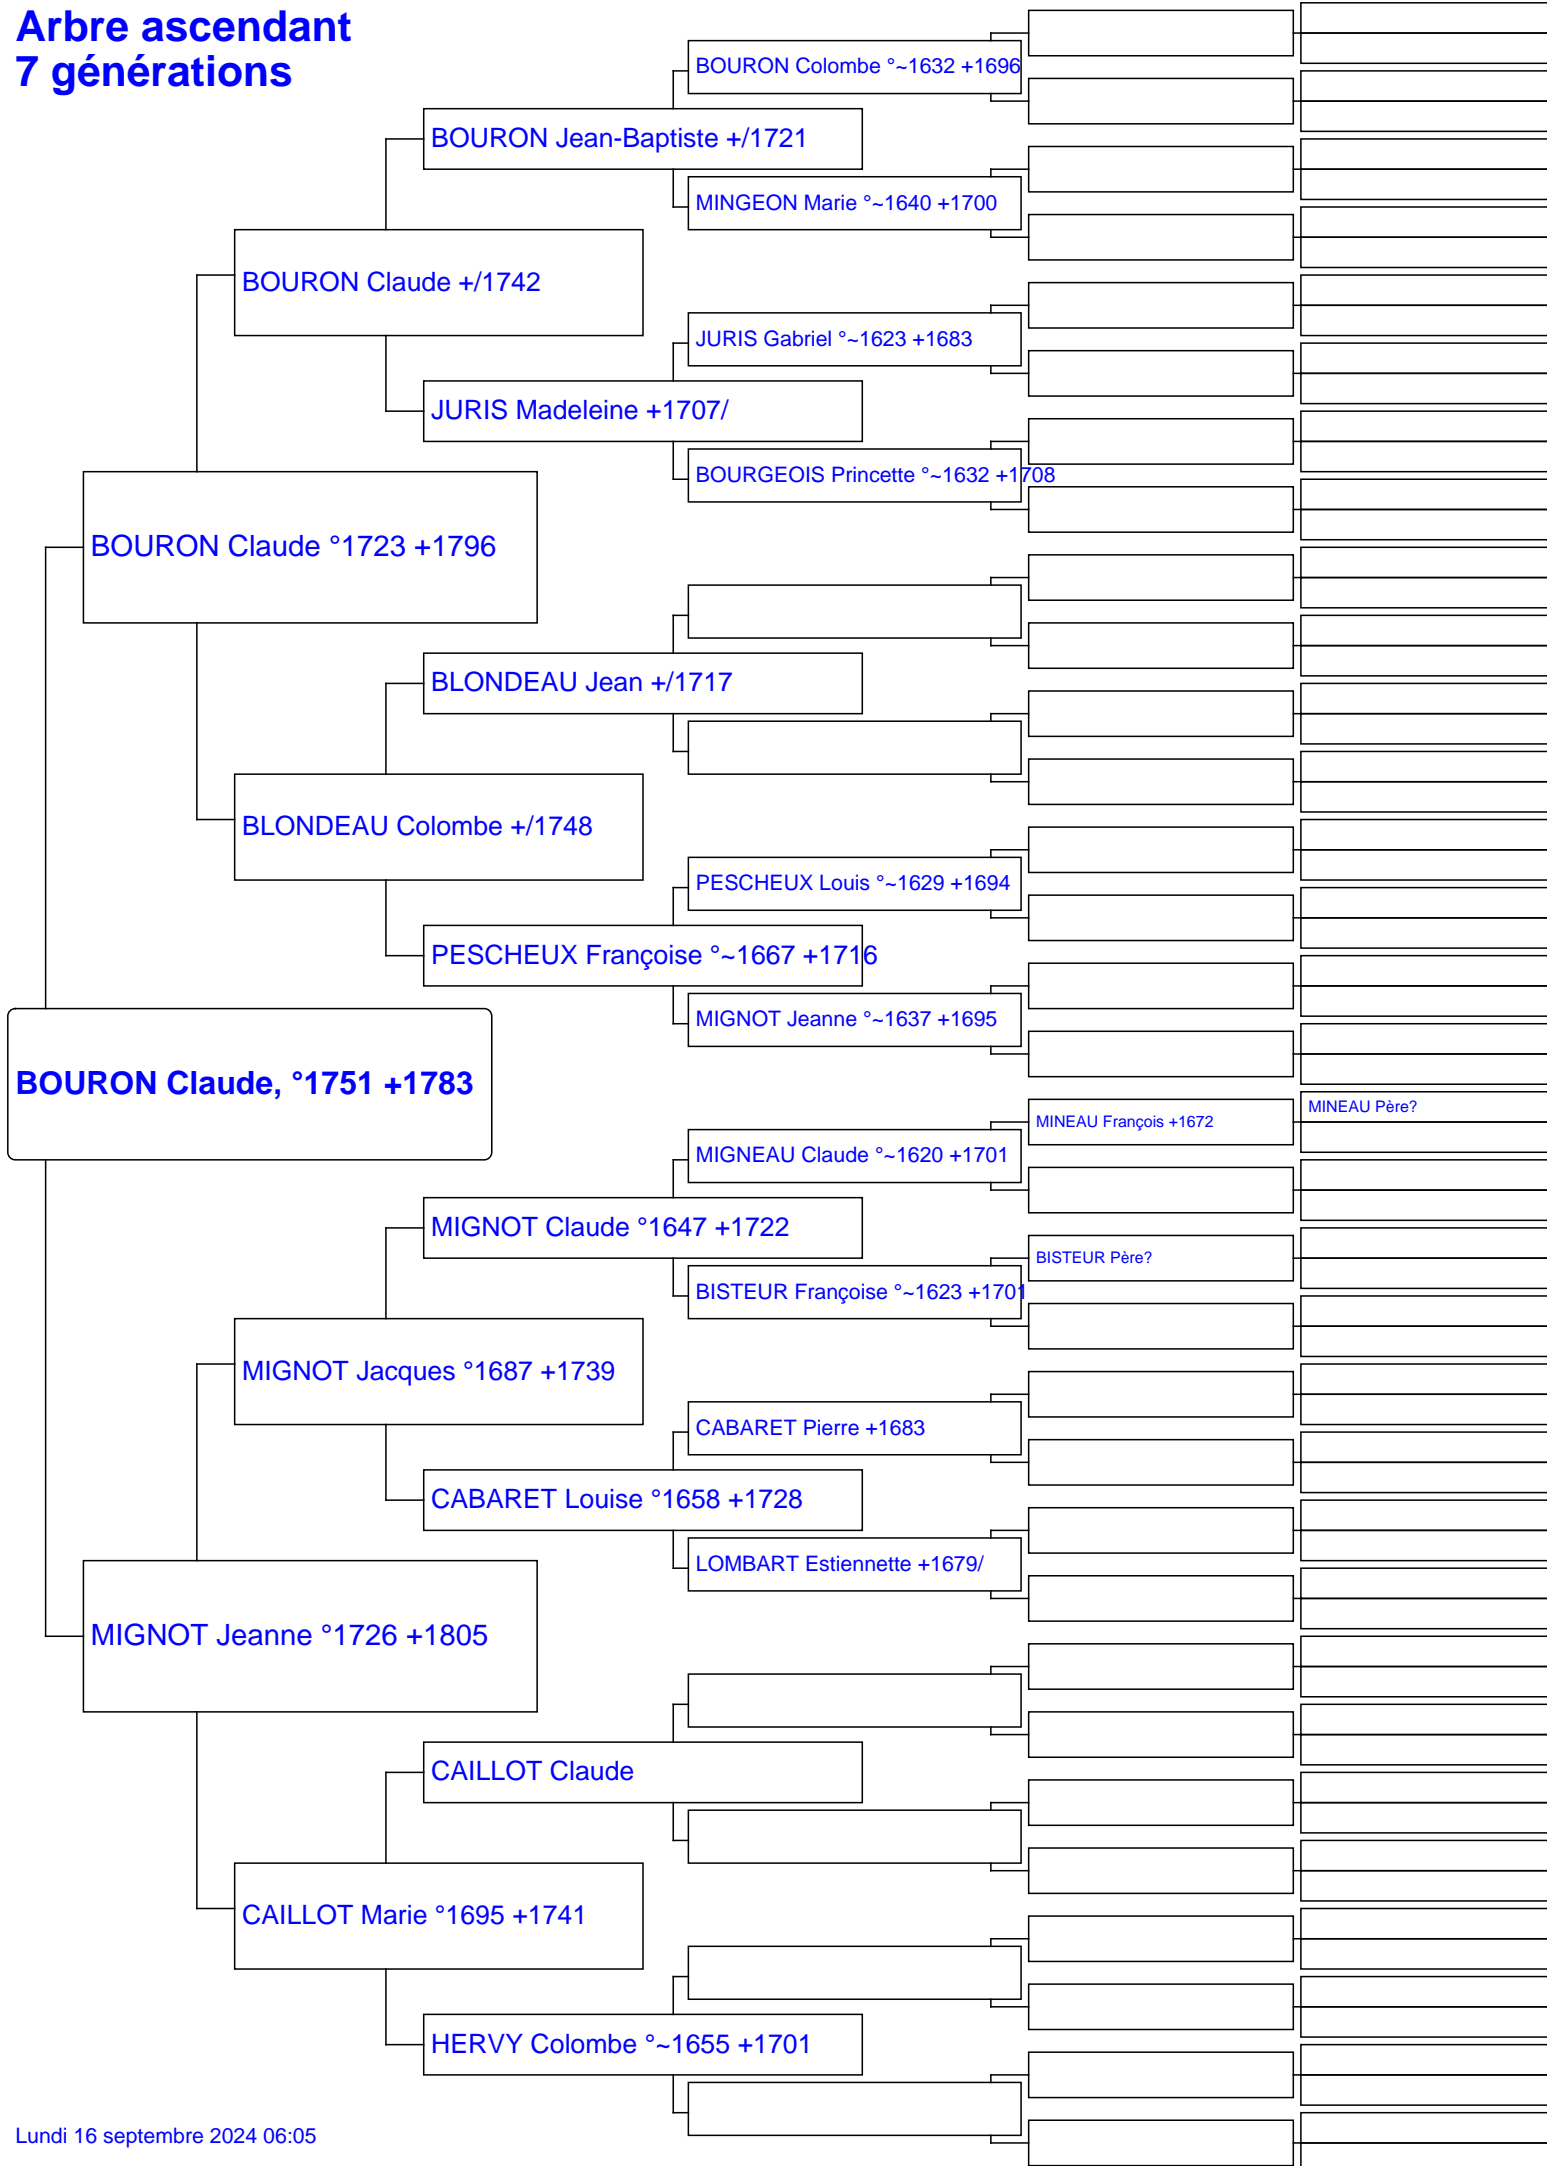 Arbre ascendant
7 générations
BOURON Colombe °~1632 +1696
BOURON Jean-Baptiste +/1721
MINGEON Marie °~1640 +1700
BOURON Claude +/1742
JURIS Gabriel °~1623 +1683
JURIS Madeleine +1707/
BOURGEOIS Princette °~1632 +1708
BOURON Claude °1723 +1796
BLONDEAU Jean +/1717
BLONDEAU Colombe +/1748
PESCHEUX Louis °~1629 +1694
PESCHEUX Françoise °~1667 +1716
MIGNOT Jeanne °~1637 +1695
BOURON Claude, °1751 +1783
MINEAU Père?
MINEAU François +1672
MIGNEAU Claude °~1620 +1701
MIGNOT Claude °1647 +1722
BISTEUR Père?
BISTEUR Françoise °~1623 +1701
MIGNOT Jacques °1687 +1739
CABARET Pierre +1683
CABARET Louise °1658 +1728
LOMBART Estiennette +1679/
MIGNOT Jeanne °1726 +1805
CAILLOT Claude
CAILLOT Marie °1695 +1741
HERVY Colombe °~1655 +1701
Lundi 16 septembre 2024 06:05